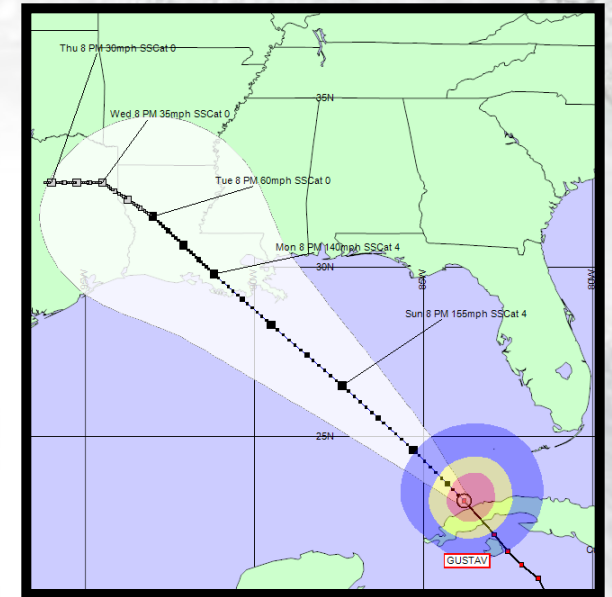 Thu 8 PM 30mph SSCat 0
35N
Wed 8 PM 35mph SSCat 0
Tue 8 PM 60mph SSCat 0
Mon 8 PM 140mph SSCat 4
30N
Sun 8 PM 155mph SSCat 4
25N
GUSTAV